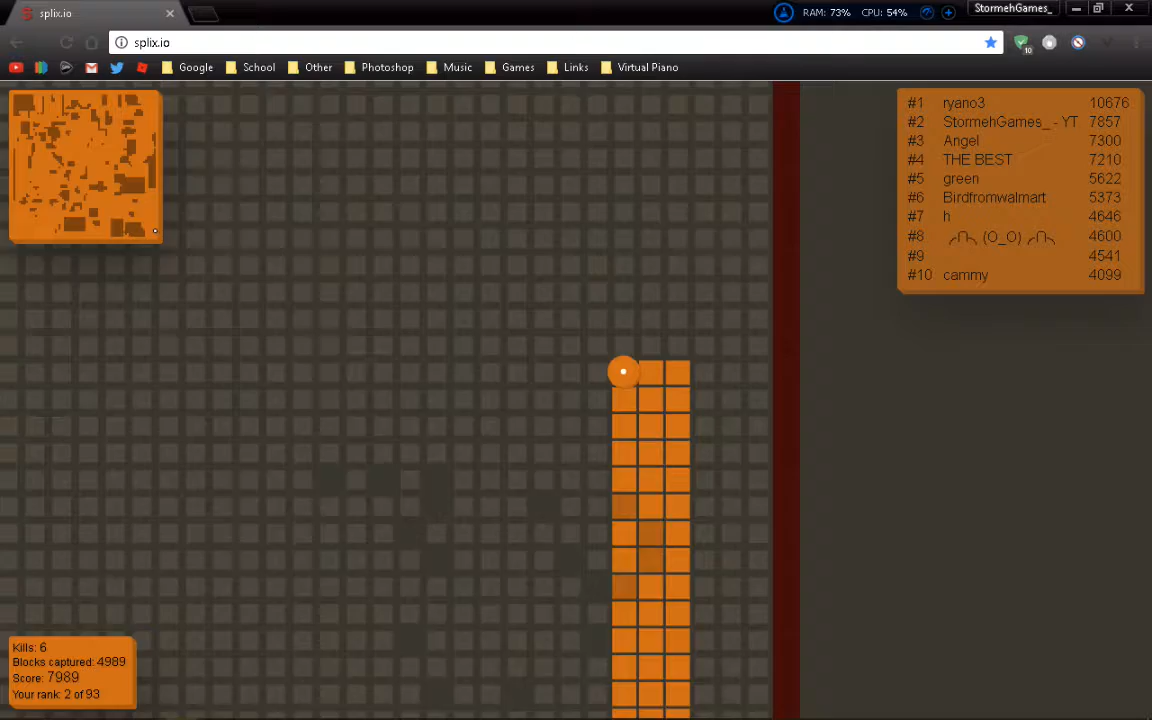 splix.io
RAM: 73% CPU: 54%
StormehGames_
splix.io
10
Google School Other Photoshop Music Games Links Virtual Piano
#1 ryano3 10676
#2 StormehGames_ - YT 7857
#3 Angel 7300
#4 THE BEST 7210
#5 green 5622
#6 Birdfromwalmart 5373
#7 h 4646
#8 ╭∩╮(O_O)╭∩╮ 4600
#9 4541
#10 cammy 4099
Kills: 6
Blocks captured: 4989
Score: 7989
Your rank: 2 of 93